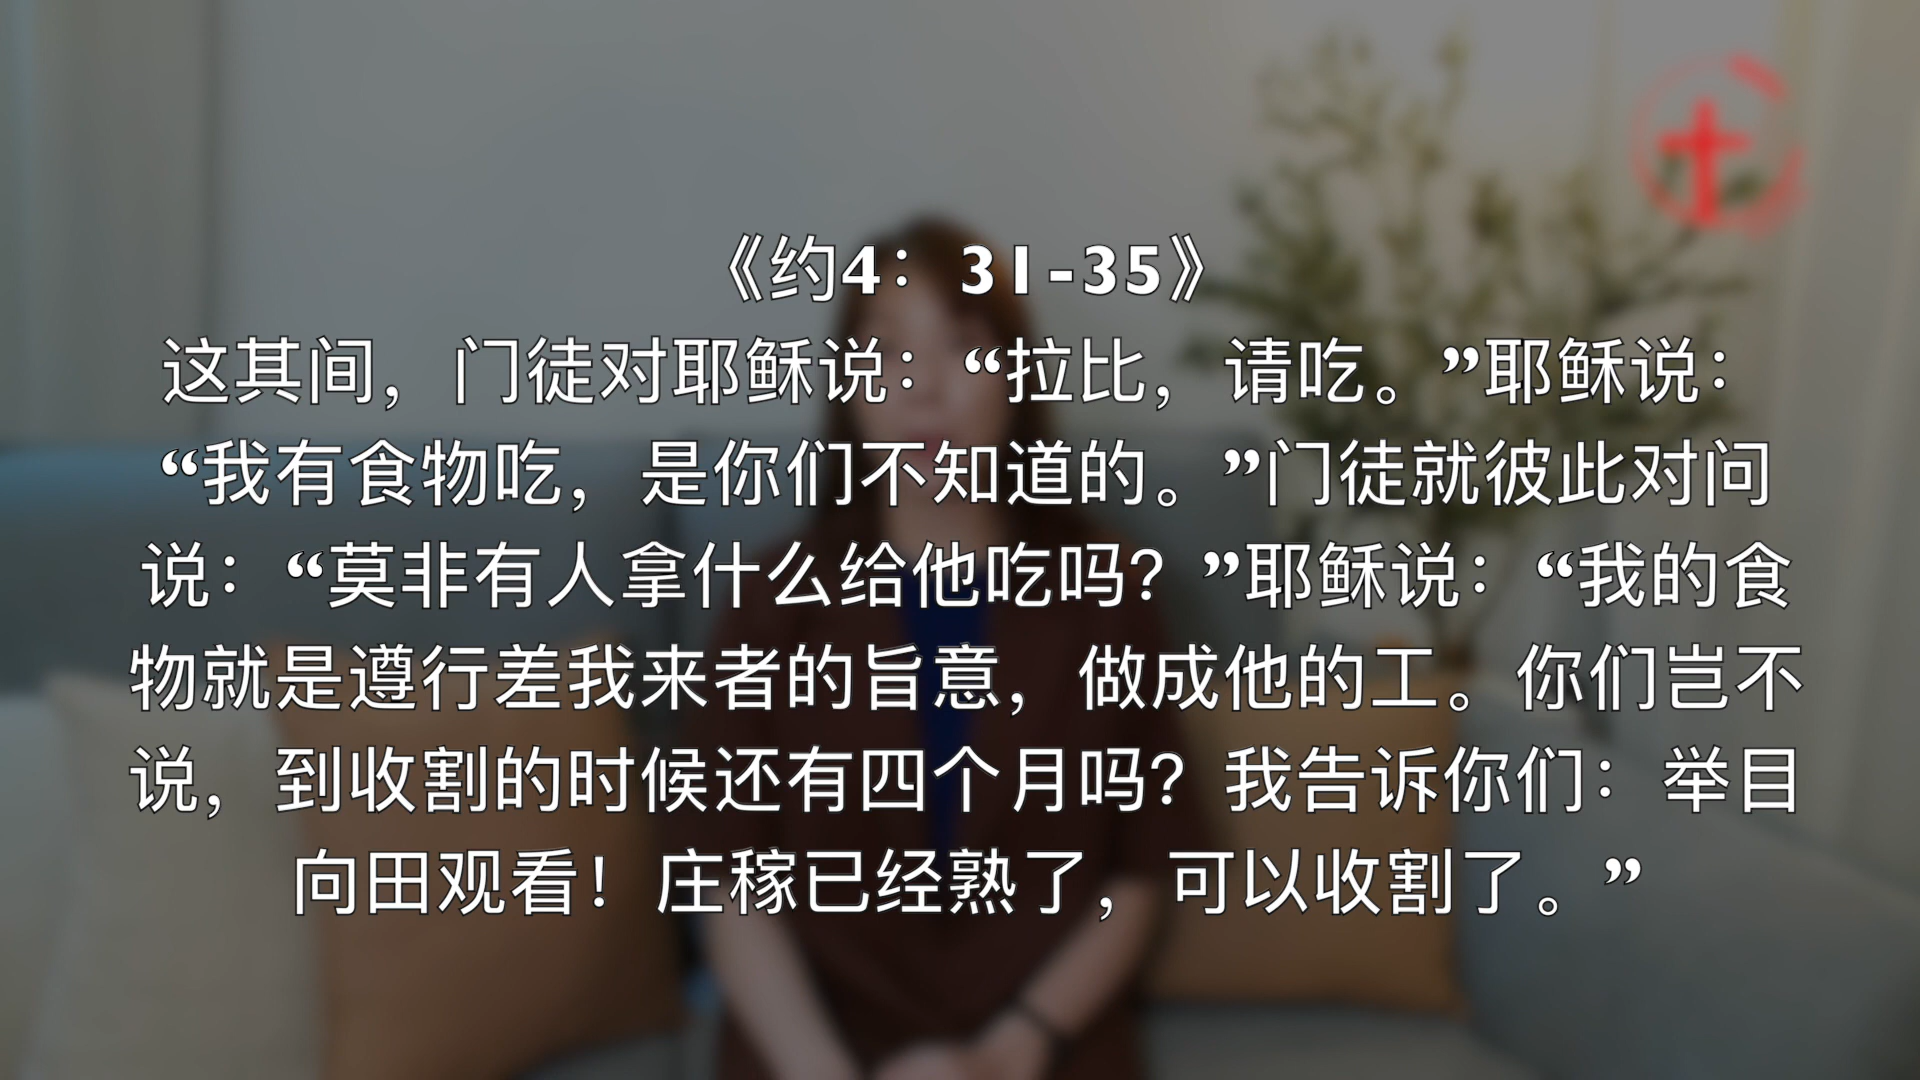 《约4：31-35》
这其间，门徒对耶稣说：“拉比，请吃。”耶稣说：
“我有食物吃，是你们不知道的。”门徒就彼此对问
说：“莫非有人拿什么给他吃吗？”耶稣说：“我的食
物就是遵行差我来者的旨意，做成他的工。你们岂不
说，到收割的时候还有四个月吗？我告诉你们：举目
向田观看！庄稼已经熟了，可以收割了。”